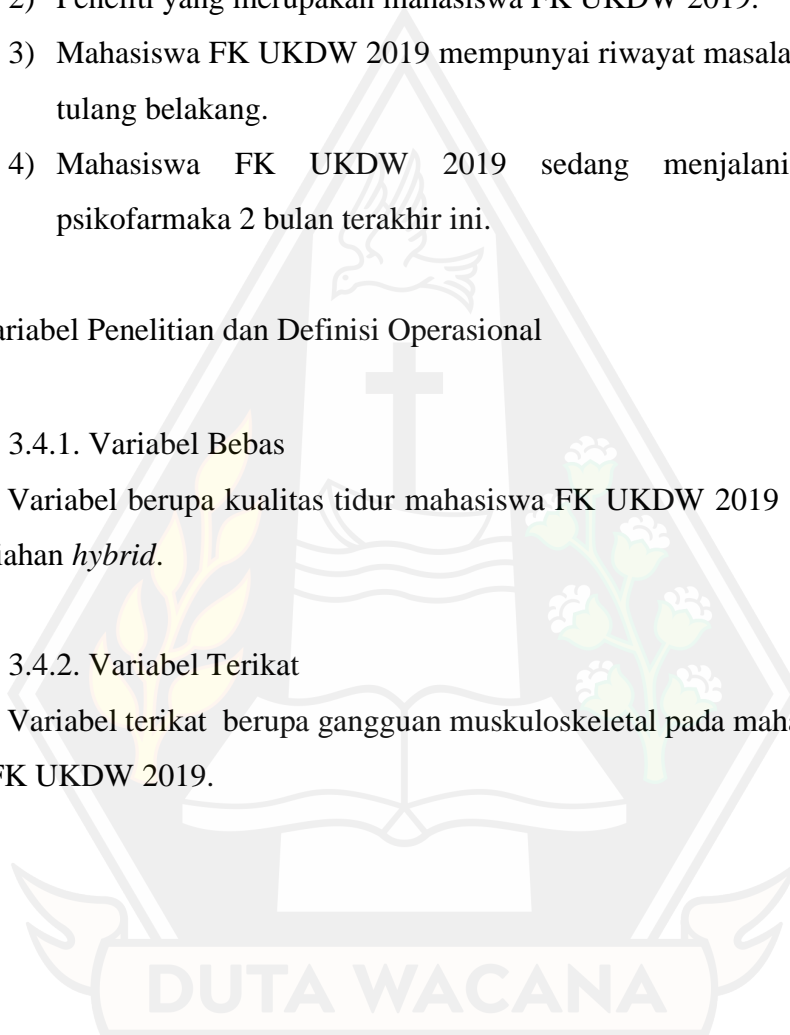 2) Peneliti yang merupakan mahasiswa FK UKDW 2019.
3) Mahasiswa FK UKDW 2019 mempunyai riwayat masala
tulang belakang.
4) Mahasiswa FK UKDW 2019 sedang menjalani
psikofarmaka 2 bulan terakhir ini.
ariabel Penelitian dan Definisi Operasional
3.4.1. Variabel Bebas
Variabel berupa kualitas tidur mahasiswa FK UKDW 2019
iahan hybrid.
3.4.2. Variabel Terikat
Variabel terikat berupa gangguan muskuloskeletal pada maha
FK UKDW 2019.
DUTA WACANA